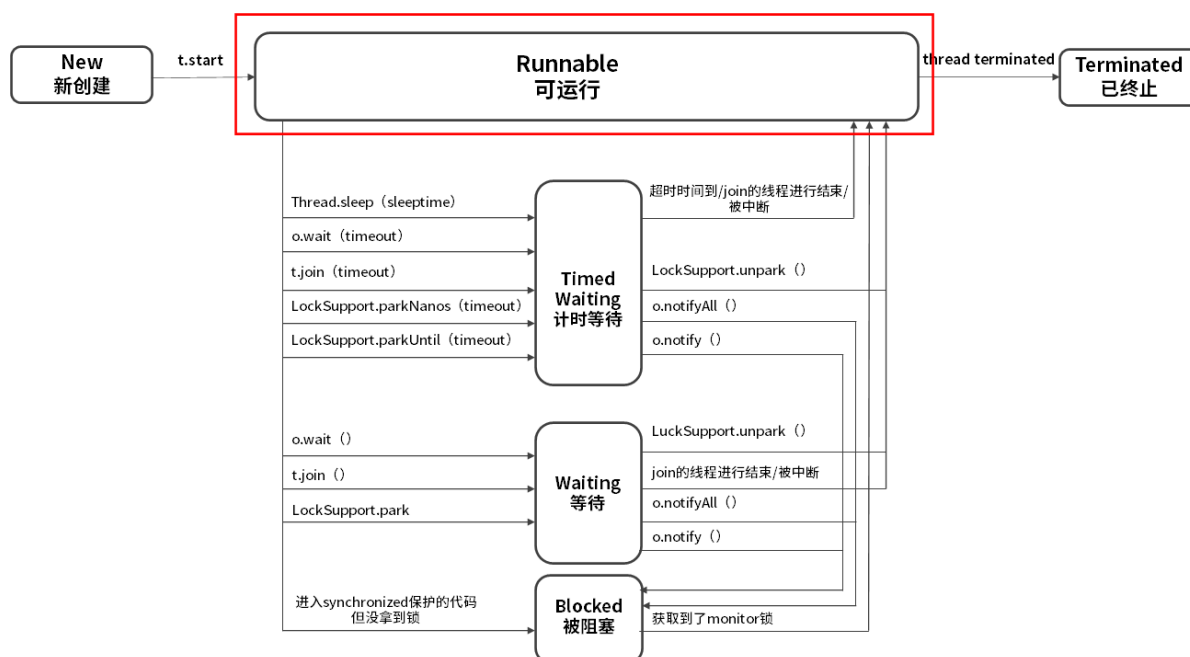 New
新创建
t.start
Runnable
可运行
thread terminated
Terminated
已终止
Thread.sleep（sleeptime）
o.wait（timeout）
t.join（timeout）
LockSupport.parkNanos（timeout）
LockSupport.parkUntil（timeout）
Timed
Waiting
计时等待
超时时间到/join的线程进行结束/
被中断
LockSupport.unpark（）
o.notifyAll（）
o.notify（）
o.wait（）
t.join（）
LockSupport.park
Waiting
等待
LuckSupport.unpark（）
join的线程进行结束/被中断
o.notifyAll（）
o.notify（）
进入synchronized保护的代码
但没拿到锁
Blocked
被阻塞
获取到了monitor锁